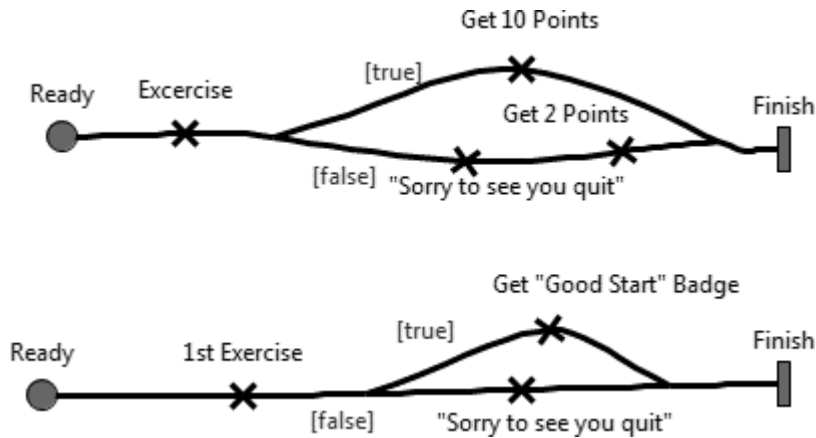 Get 10 Points
[true]
Ready
Excercise
Finish
Get 2 Points
[false]
"Sorry to see you quit"
Get "Good Start" Badge
[true]
Ready
1st Exercise
Finish
[false]
"Sorry to see you quit"